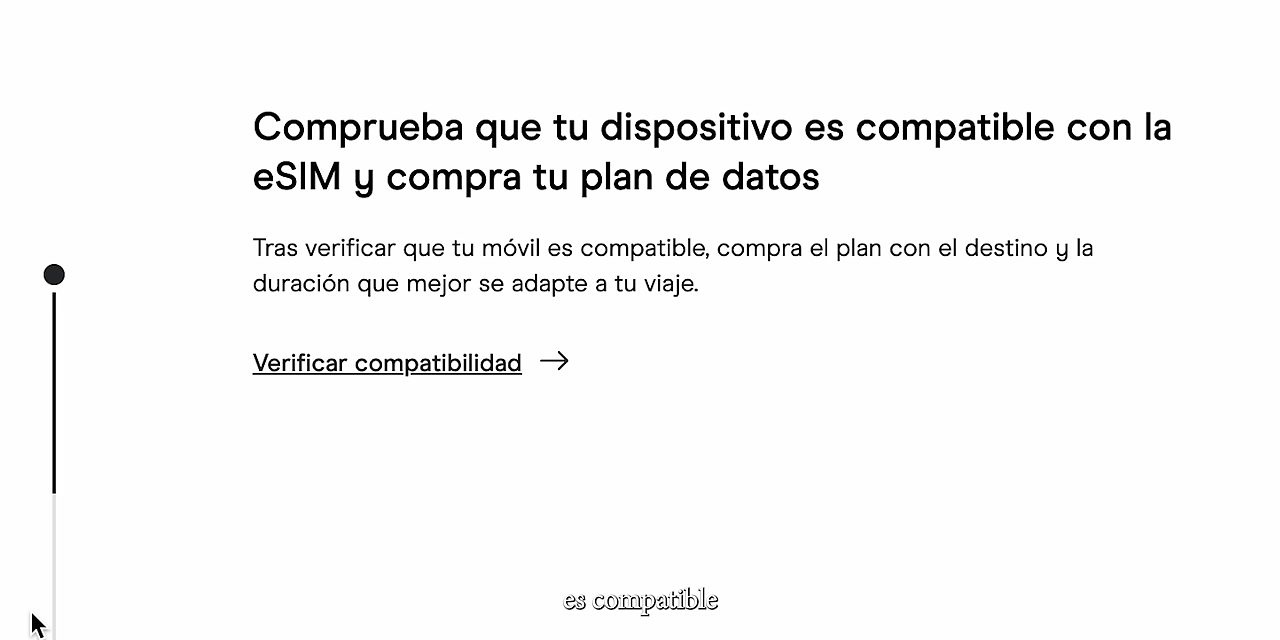 Comprueba que tu dispositivo es compatible con la
eSIM y compra tu plan de datos
Tras verificar que tu móvil es compatible, compra el plan con el destino y la
duración que mejor se adapte a tu viaje.
Verificar compatibilidad →
es compatible